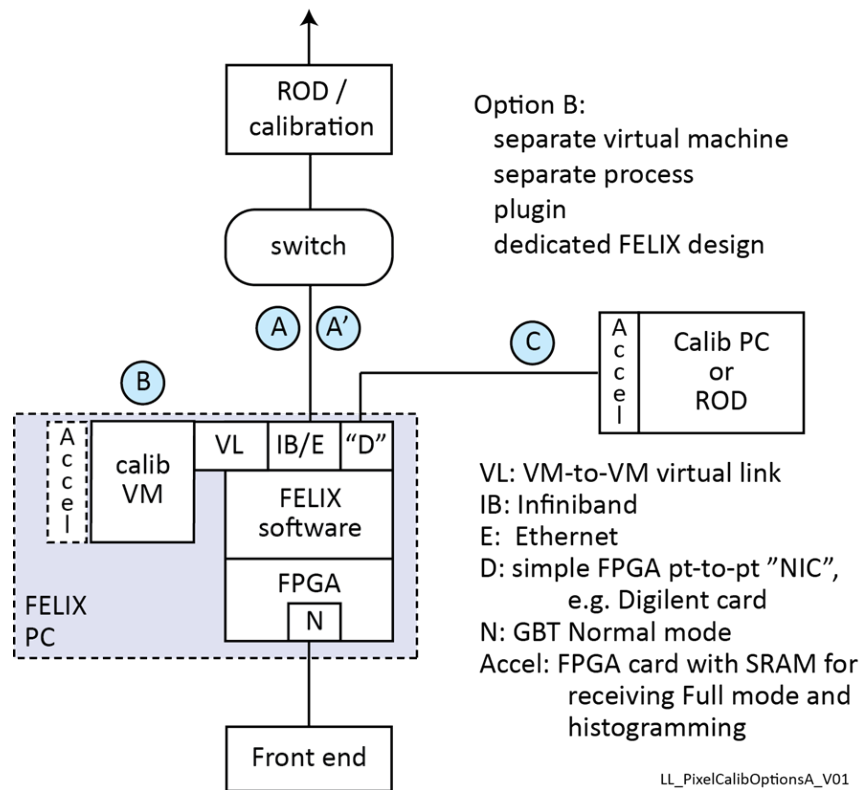 ROD /
calibration
switch
A
A’
B
C
Option B:
separate virtual machine
separate process
plugin
dedicated FELIX design
Accel
Calib PC
or
ROD
Accel
calib
VM
VL
IB/E
“D”
FELIX
software
FPGA
N
FELIX
PC
Front end
VL: VM-to-VM virtual link
IB: Infiniband
E: Ethernet
D: simple FPGA pt-to-pt ”NIC”,
e.g. Digilent card
N: GBT Normal mode
Accel: FPGA card with SRAM for
receiving Full mode and
histogramming
LL_PixelCalibOptionsA_V01